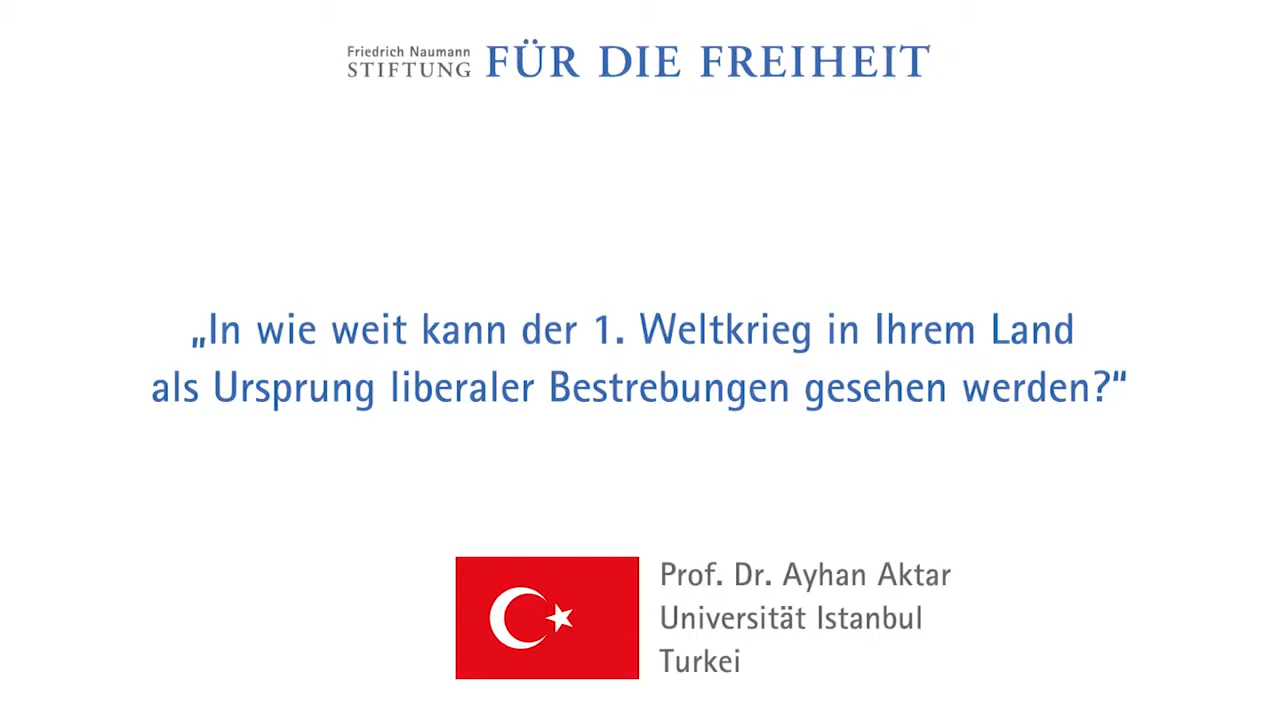 Friedrich Naumann
STIFTUNG FÜR DIE FREIHEIT
„In wie weit kann der 1. Weltkrieg in Ihrem Land
als Ursprung liberaler Bestrebungen gesehen werden?“
Prof. Dr. Ayhan Aktar
Universität Istanbul
Turkei